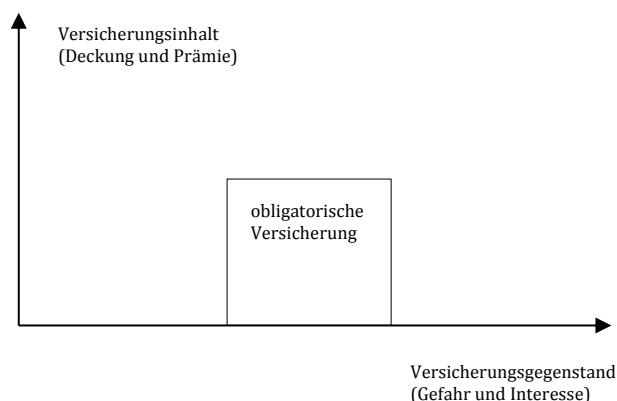 Versicherungsinhalt
(Deckung und Prämie)
obligatorische
Versicherung
Versicherungsgegenstand
(Gefahr und Interesse)